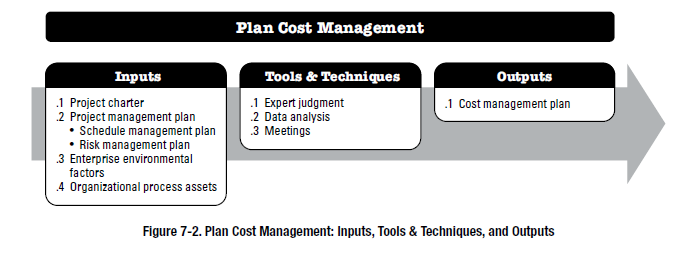 Plan Cost Management
Inputs
.1 Project charter
.2 Project management plan
• Schedule management plan
• Risk management plan
.3 Enterprise environmental
factors
.4 Organizational process assets
Tools & Techniques
.1 Expert judgment
.2 Data analysis
.3 Meetings
Outputs
.1 Cost management plan
Figure 7-2. Plan Cost Management: Inputs, Tools & Techniques, and Outputs